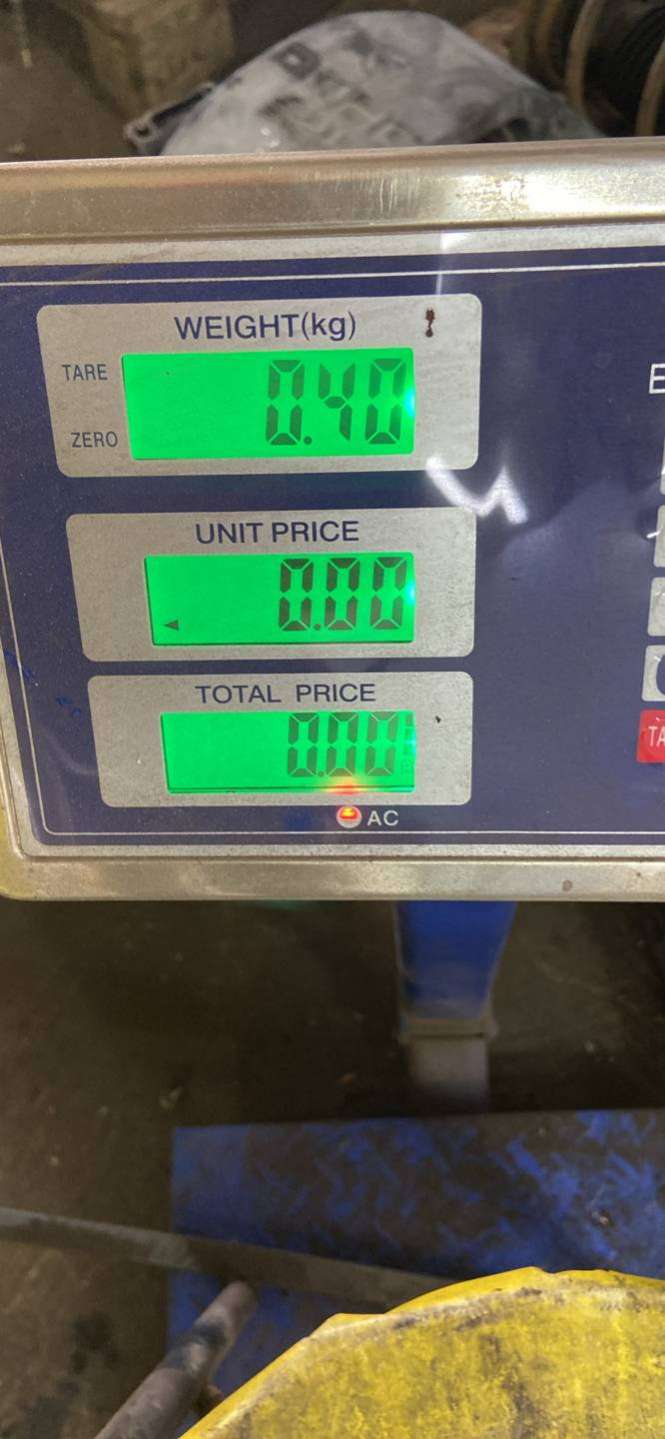 WEIGHT(kg)
TARE
0.40
ZERO
UNIT PRICE
0.00
TOTAL PRICE
0.00
AC